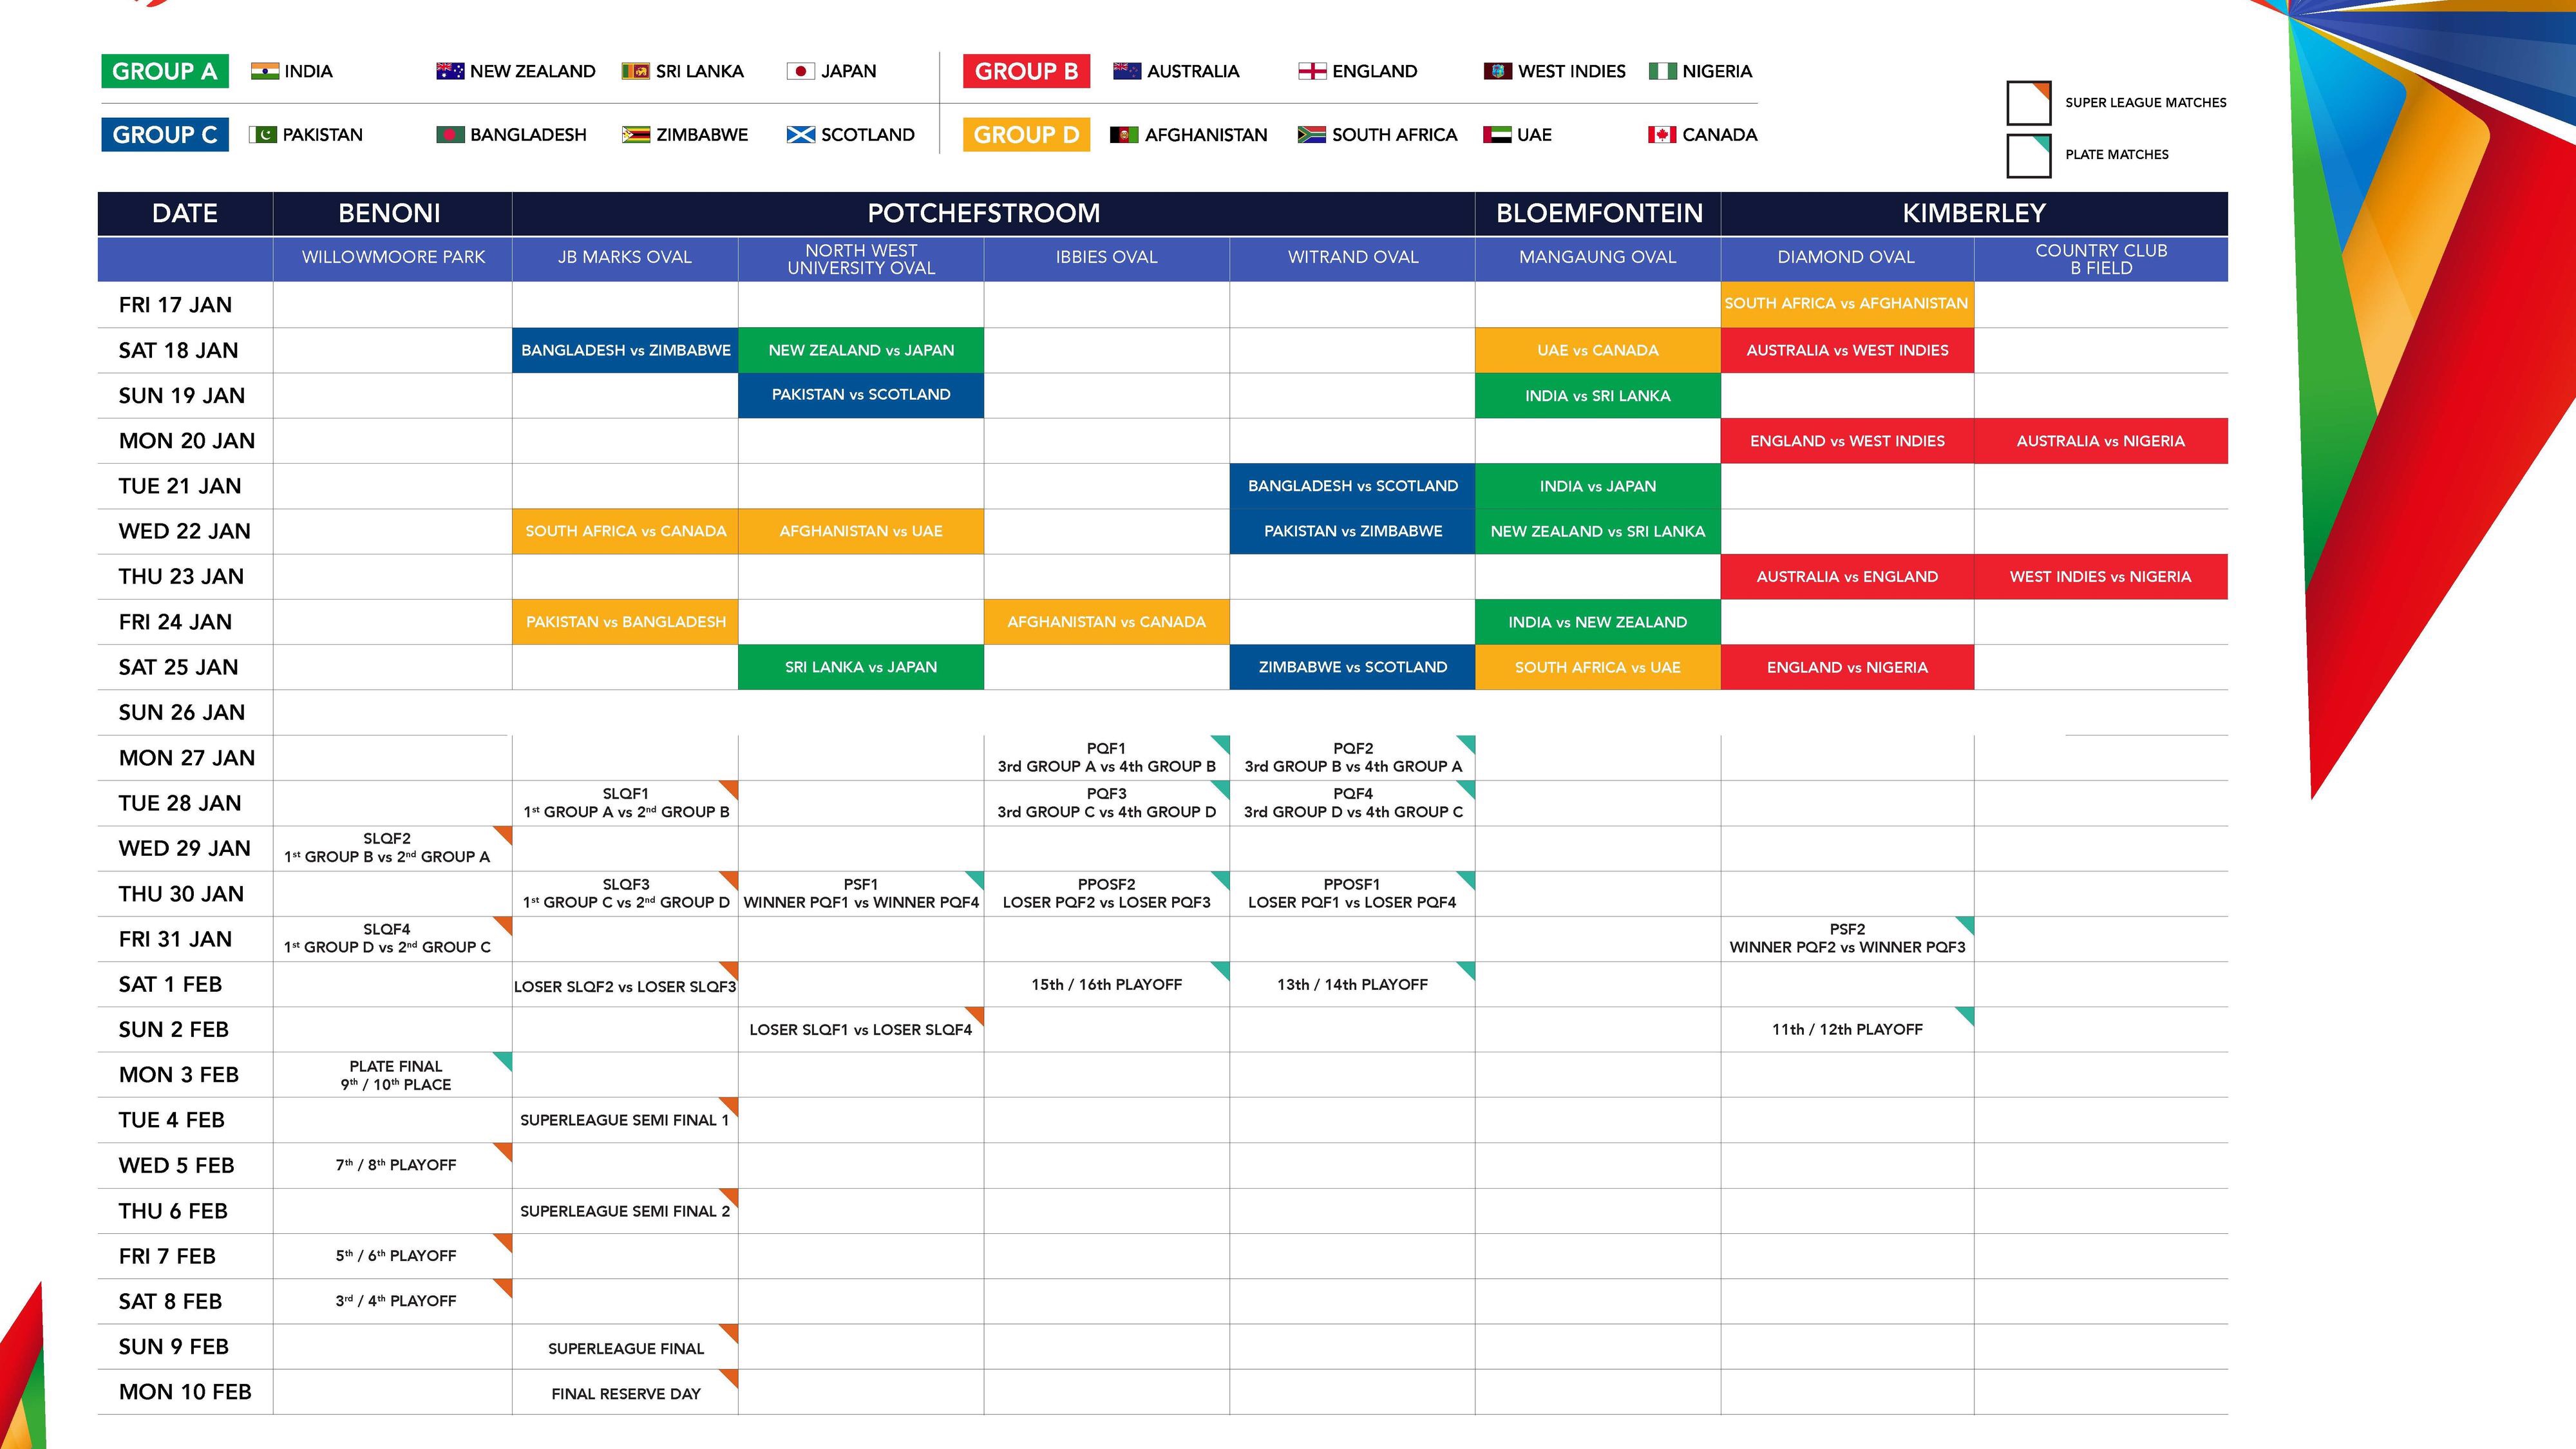 GROUP A INDIA NEW ZEALAND SRI LANKA JAPAN GROUP B AUSTRALIA ENGLAND WEST INDIES NIGERIA
GROUP C PAKISTAN BANGLADESH ZIMBABWE SCOTLAND GROUP D AFGHANISTAN SOUTH AFRICA UAE CANADA
SUPER LEAGUE MATCHES
PLATE MATCHES
DATE BENONI POTCHEFSTROOM BLOEMFONTEIN KIMBERLEY
WILLOWMOORE PARK JB MARKS OVAL NORTH WEST UNIVERSITY OVAL IBBIES OVAL WITRAND OVAL MANGAUNG OVAL DIAMOND OVAL COUNTRY CLUB B FIELD
FRI 17 JAN SOUTH AFRICA vs AFGHANISTAN
SAT 18 JAN BANGLADESH vs ZIMBABWE NEW ZEALAND vs JAPAN UAE vs CANADA AUSTRALIA vs WEST INDIES
SUN 19 JAN PAKISTAN vs SCOTLAND INDIA vs SRI LANKA
MON 20 JAN ENGLAND vs WEST INDIES AUSTRALIA vs NIGERIA
TUE 21 JAN BANGLADESH vs SCOTLAND INDIA vs JAPAN
WED 22 JAN SOUTH AFRICA vs CANADA AFGHANISTAN vs UAE PAKISTAN vs ZIMBABWE NEW ZEALAND vs SRI LANKA
THU 23 JAN AUSTRALIA vs ENGLAND WEST INDIES vs NIGERIA
FRI 24 JAN PAKISTAN vs BANGLADESH AFGHANISTAN vs CANADA INDIA vs NEW ZEALAND
SAT 25 JAN SRI LANKA vs JAPAN ZIMBABWE vs SCOTLAND SOUTH AFRICA vs UAE ENGLAND vs NIGERIA
SUN 26 JAN
MON 27 JAN PQF1 3rd GROUP A vs 4th GROUP B PQF2 3rd GROUP B vs 4th GROUP A
TUE 28 JAN SLQF1 1st GROUP A vs 2nd GROUP B PQF3 3rd GROUP C vs 4th GROUP D PQF4 3rd GROUP D vs 4th GROUP C
WED 29 JAN SLQF2 1st GROUP B vs 2nd GROUP A
THU 30 JAN SLQF3 1st GROUP C vs 2nd GROUP D PSF1 WINNER PQF1 vs WINNER PQF4 PPOSF2 LOSER PQF2 vs LOSER PQF3 PPOSF1 LOSER PQF1 vs LOSER PQF4
FRI 31 JAN SLQF4 1st GROUP D vs 2nd GROUP C PSF2 WINNER PQF2 vs WINNER PQF3
SAT 1 FEB LOSER SLQF2 vs LOSER SLQF3 15th / 16th PLAYOFF 13th / 14th PLAYOFF
SUN 2 FEB LOSER SLQF1 vs LOSER SLQF4 11th / 12th PLAYOFF
MON 3 FEB PLATE FINAL 9th / 10th PLACE
TUE 4 FEB SUPERLEAGUE SEMI FINAL 1
WED 5 FEB 7th / 8th PLAYOFF
THU 6 FEB SUPERLEAGUE SEMI FINAL 2
FRI 7 FEB 5th / 6th PLAYOFF
SAT 8 FEB 3rd / 4th PLAYOFF
SUN 9 FEB SUPERLEAGUE FINAL
MON 10 FEB FINAL RESERVE DAY